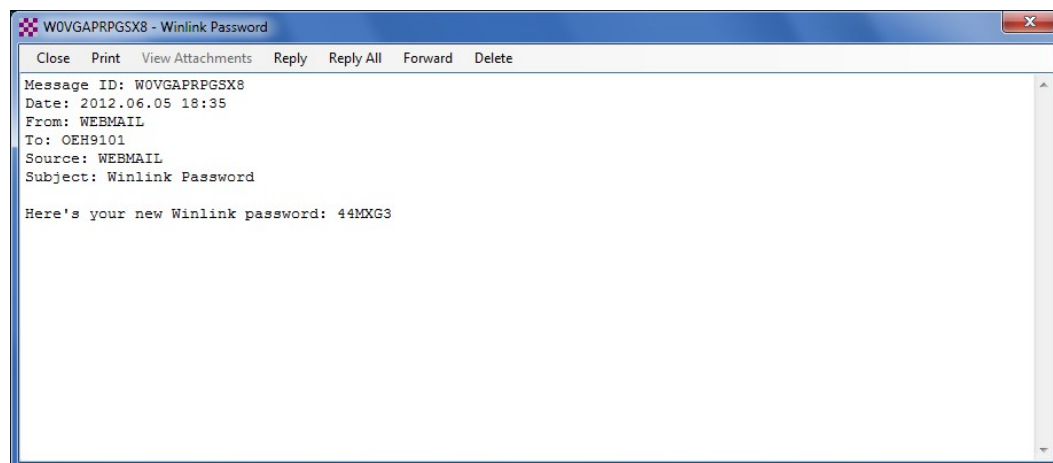 W0VGAPRPGSX8 - Winlink Password
Close Print View Attachments Reply Reply All Forward Delete
Message ID: W0VGAPRPGSX8
Date: 2012.06.05 18:35
From: WEBMAIL
To: OEH9101
Source: WEBMAIL
Subject: Winlink Password
Here's your new Winlink password: 44MXG3